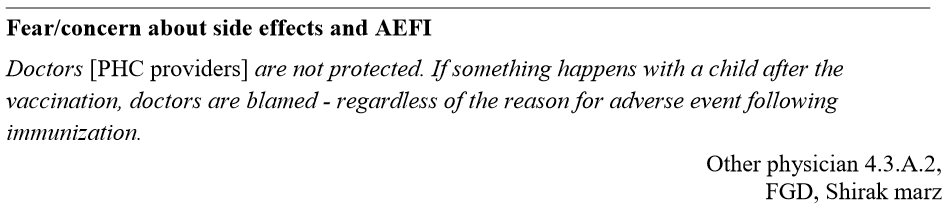 Fear/concern about side effects and AEFI
Doctors [PHC providers] are not protected. If something happens with a child after the
vaccination, doctors are blamed - regardless of the reason for adverse event following
immunization.
Other physician 4.3.A.2,
FGD, Shirak marz